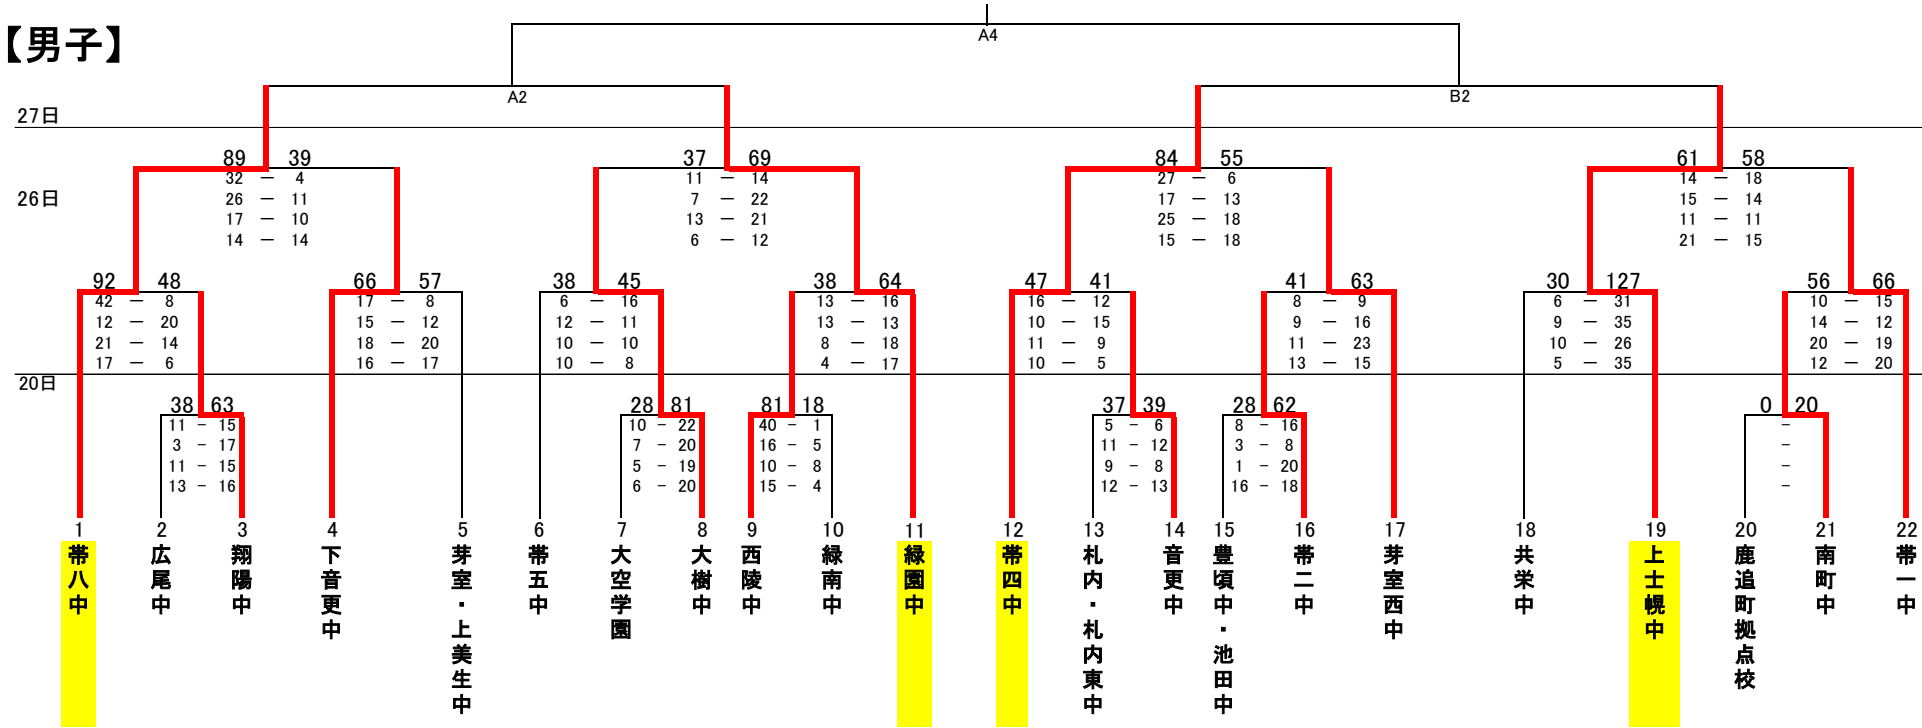 A4
【男子】
A2 B2
27日
89 39 37 69 84 55 61 58
32 － 4 11 － 14 27 － 6 14 － 18
26日 26 － 11 7 － 22 17 － 13 15 － 14
17 － 10 13 － 21 25 － 18 11 － 11
14 － 14 6 － 12 15 － 18 21 － 15
92 48 66 57 38 45 38 64 47 41 41 63 30 127 56 66
42 － 8 17 － 8 6 － 16 13 － 16 16 － 12 8 － 9 6 － 31 10 － 15
12 － 20 15 － 12 12 － 11 13 － 13 10 － 15 9 － 16 9 － 35 14 － 12
21 － 14 18 － 20 10 － 10 8 － 18 11 － 9 11 － 23 10 － 26 20 － 19
17 － 6 16 － 17 10 － 8 4 － 17 10 － 5 13 － 15 5 － 35 12 － 20
20日
38 63 28 81 81 18 37 39 28 62 0 20
11 - 15 10 - 22 40 - 1 5 - 6 8 - 16 -
3 - 17 7 - 20 16 - 5 11 - 12 3 - 8 -
11 - 15 5 - 19 10 - 8 9 - 8 1 - 20 -
13 - 16 6 - 20 15 - 4 12 - 13 16 - 18 -
1 2 3 4 5 6 7 8 9 10 11 12 13 14 15 16 17 18 19 20 21 22
帯八中
広尾中
翔陽中
下音更中
芽室・上美生中
帯五中
大空学園
大樹中
西陵中
緑南中
緑園中
帯四中
札内・札内東中
音更中
豊頃中・池田中
帯二中
芽室西中
共栄中
上士幌中
鹿追町拠点校
南町中
帯一中